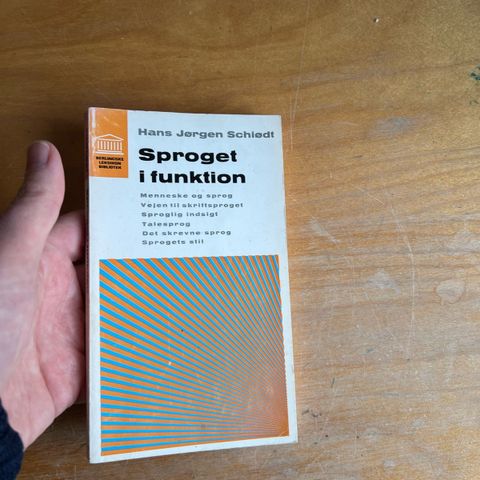 BERLINGSKE
LEKSIKON
BIBLIOTEK
Hans Jørgen Schiødt
Sproget
i funktion
Menneske og sprog
Vejen til skriftsproget
Sproglig indsigt
Talesprog
Det skrevne sprog
Sprogets stil